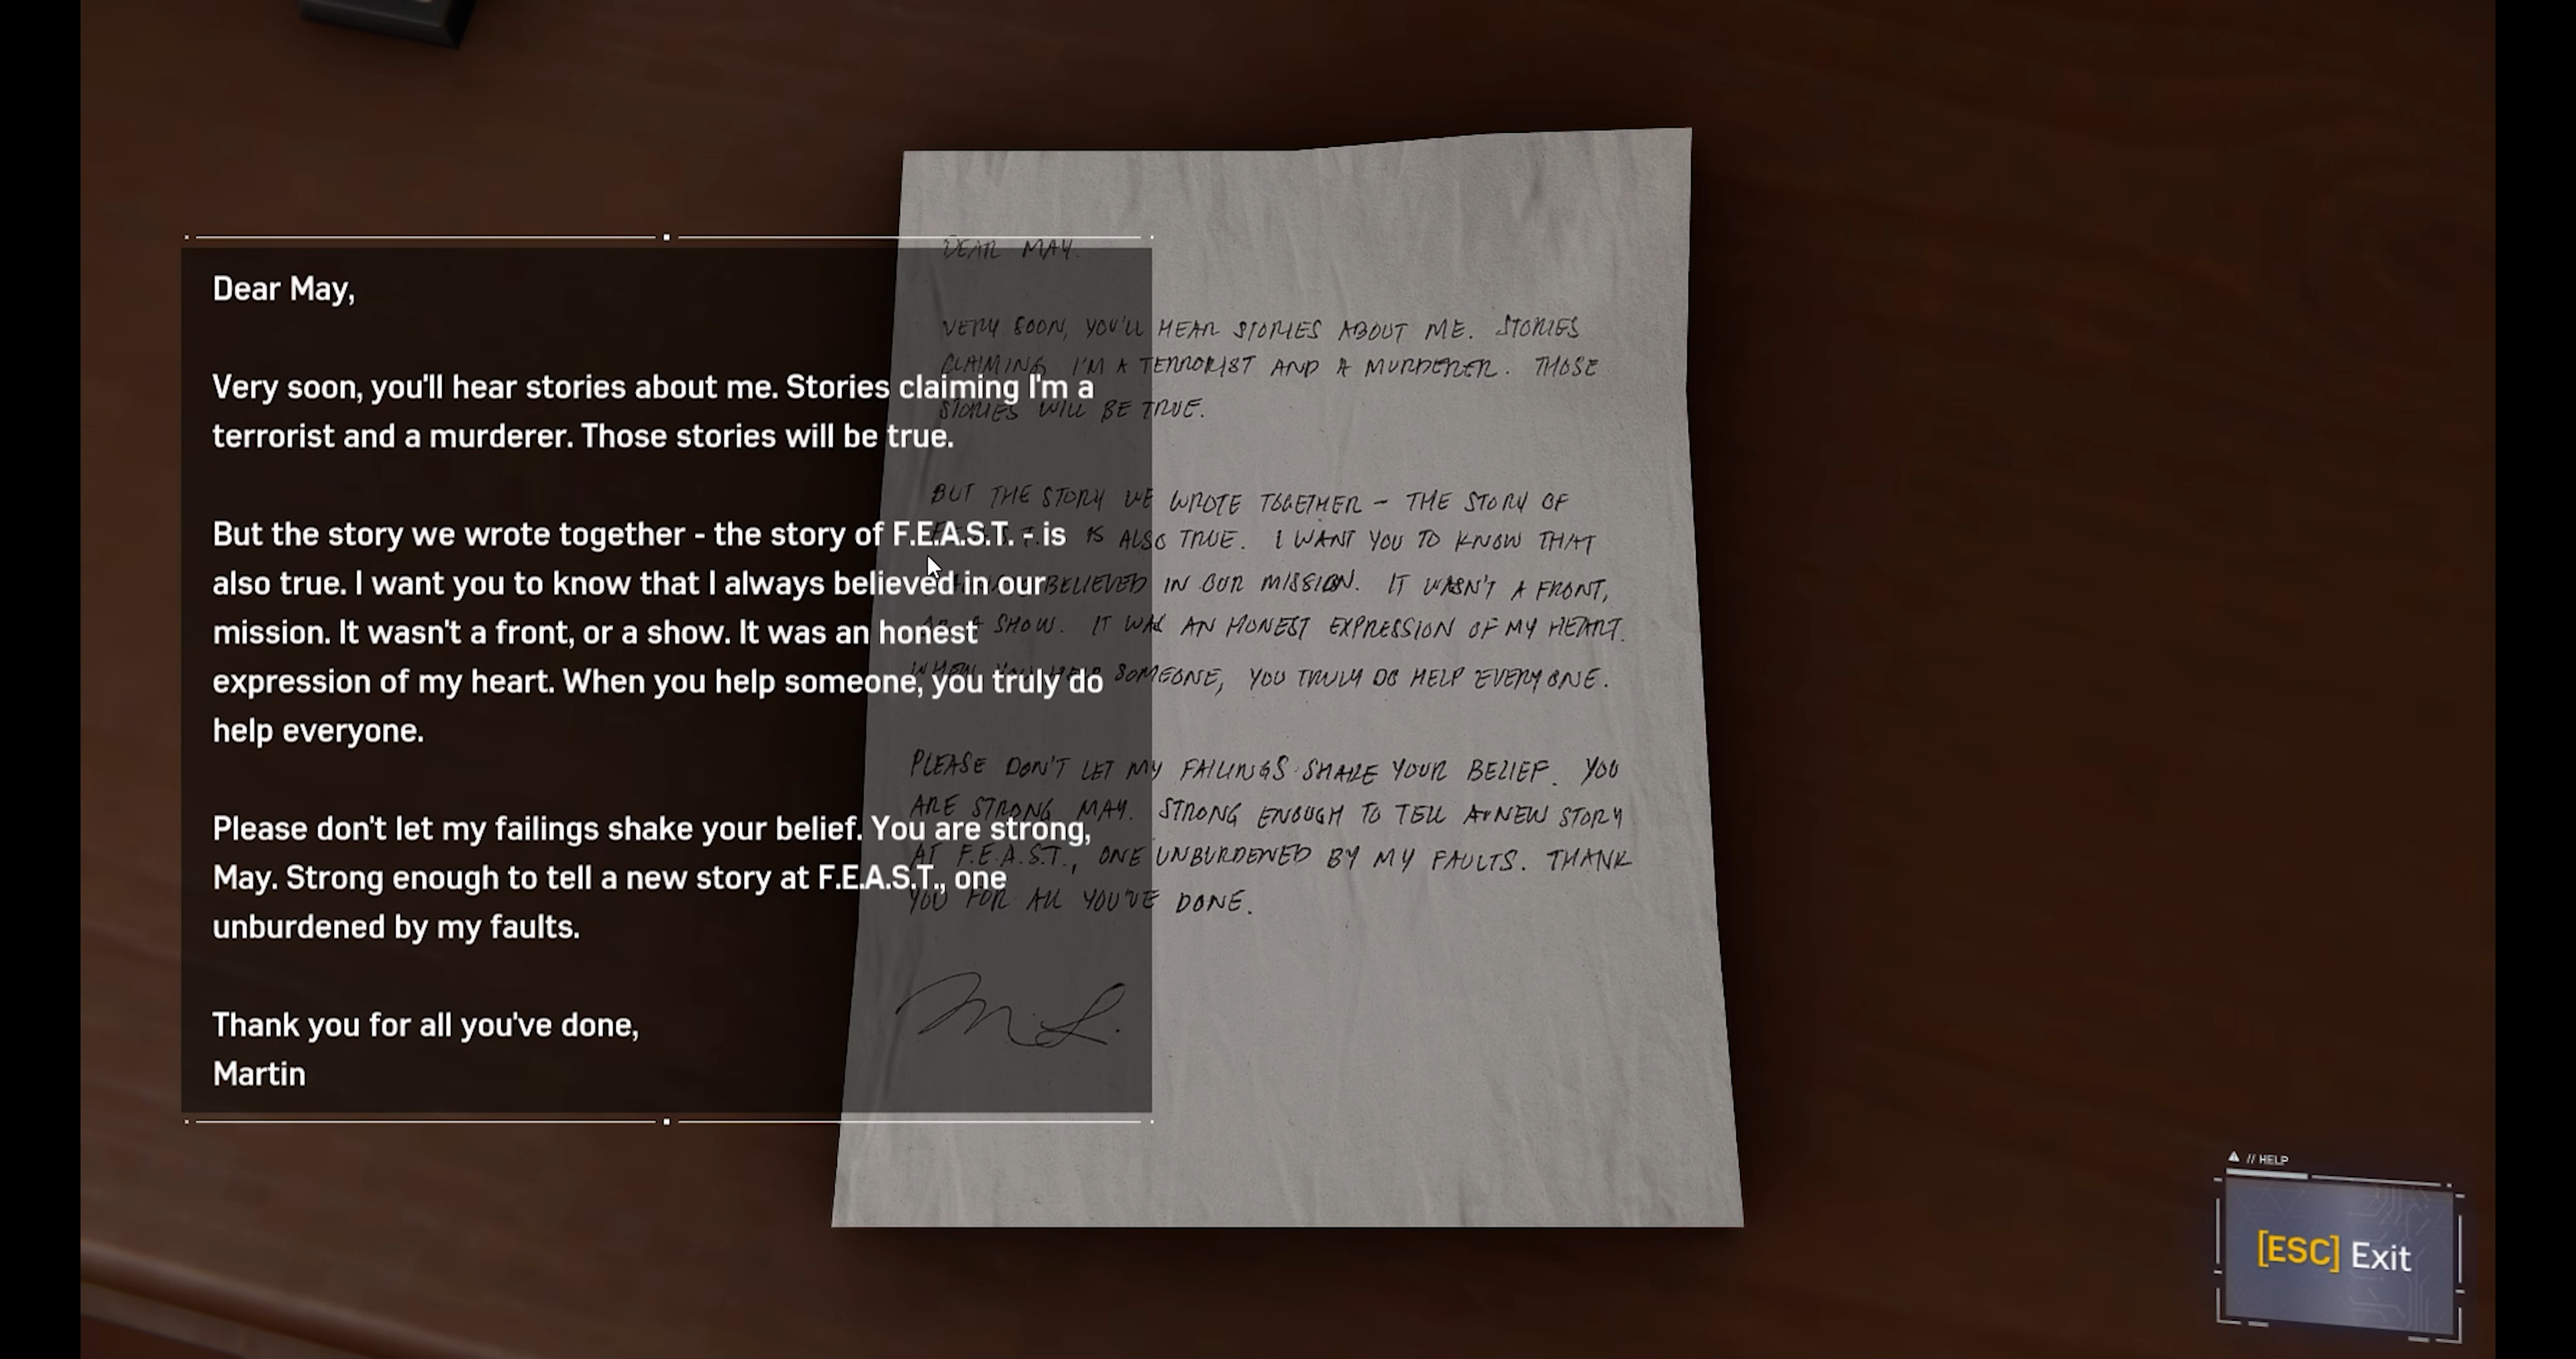 Dear May,
Very soon, you'll hear stories about me. Stories claiming I'm a
terrorist and a murderer. Those stories will be true.
But the story we wrote together - the story of F.E.A.S.T. - is
also true. I want you to know that I always believed in our
mission. It wasn't a front, or a show. It was an honest
expression of my heart. When you help someone, you truly do
help everyone.
Please don't let my failings shake your belief. You are strong,
May. Strong enough to tell a new story at F.E.A.S.T., one
unburdened by my faults.
Thank you for all you've done,
Martin
DEAR MAY.
VERY SOON, YOU'LL HEAR STORIES ABOUT ME. STORIES
CLAIMING I'M A TERRORIST AND A MURDERER. THOSE
STORIES WILL BE TRUE.
BUT THE STORY WE WROTE TOGETHER - THE STORY OF
IS ALSO TRUE. I WANT YOU TO KNOW THAT
BELIEVED IN OUR MISSION. IT WASN'T A FRONT,
A SHOW. IT WAS AN HONEST EXPRESSION OF MY HEART.
WHEN YOU HELP SOMEONE, YOU TRULY DO HELP EVERYONE.
PLEASE DON'T LET MY FAILINGS SHAKE YOUR BELIEF. YOU
ARE STRONG MAY. STRONG ENOUGH TO TELL A NEW STORY
AT F.E.A.S.T., ONE UNBURDENED BY MY FAULTS. THANK
YOU FOR ALL YOU'VE DONE.
M.L.
// HELP
[ESC] Exit